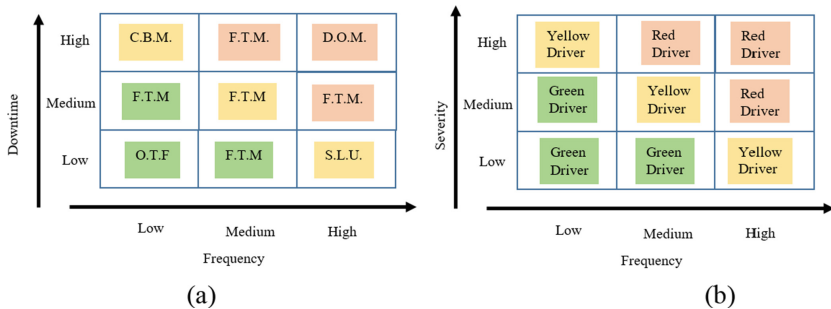 (a)
Downtime
High
C.B.M.
F.T.M.
D.O.M.
Medium
F.T.M
F.T.M
F.T.M.
Low
O.T.F
F.T.M
S.L.U.
Low
Medium
High
Frequency
(b)
Severity
High
Yellow
Driver
Red
Driver
Red
Driver
Medium
Green
Driver
Yellow
Driver
Red
Driver
Low
Green
Driver
Green
Driver
Yellow
Driver
Low
Medium
High
Frequency